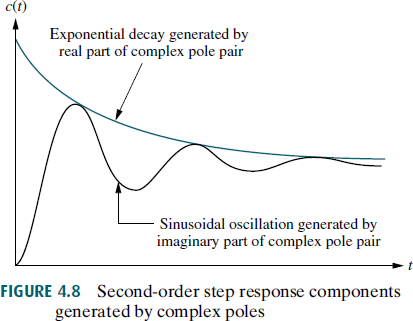 c(t)
Exponential decay generated by
real part of complex pole pair
Sinusoidal oscillation generated by
imaginary part of complex pole pair
t
FIGURE 4.8 Second-order step response components
generated by complex poles